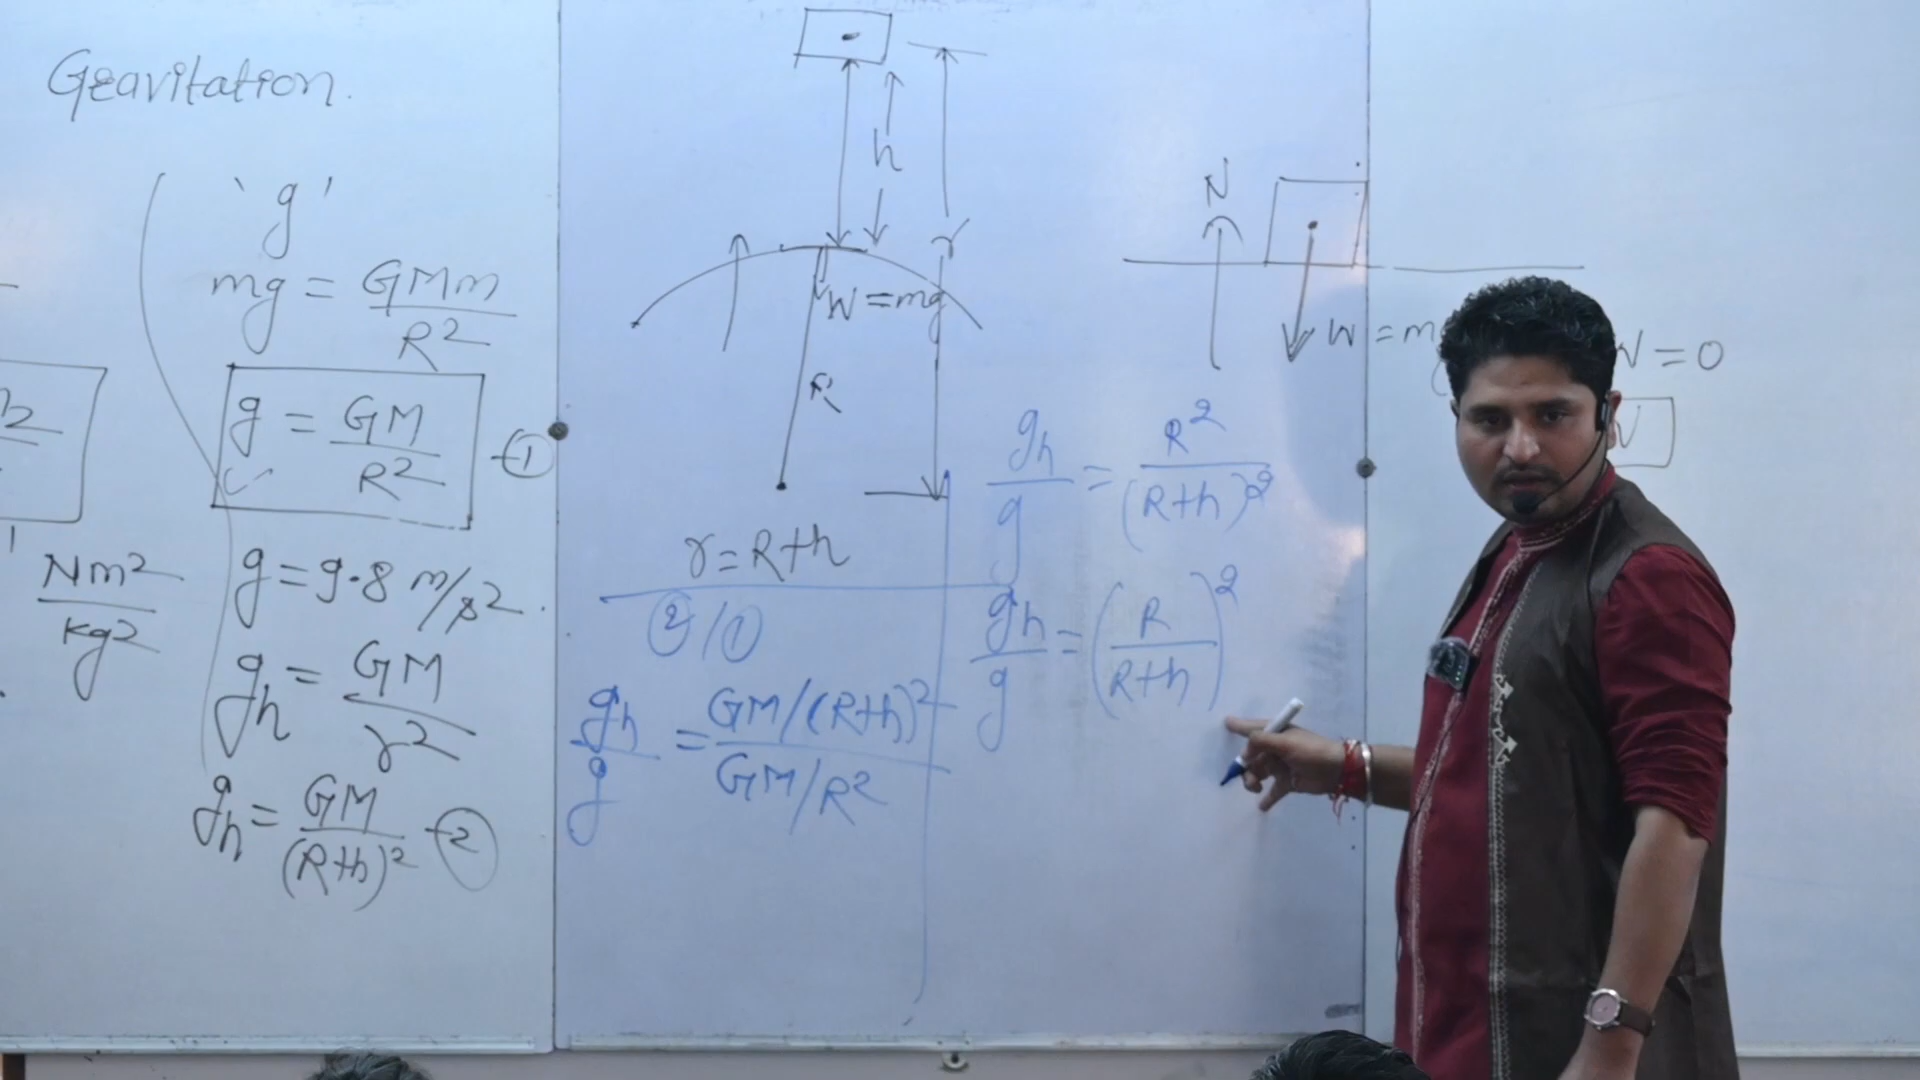 Gravitation.
'g'
mg = GMm / R²
g = GM / R² -①
Nm² / kg²
g = 9.8 m/s².
gh = GM / r²
gh = GM / (R+h)² -②
h
r
W = mg
R
r = R+h
② / ①
gh / g = GM/(R+h)² / GM/R²
gh / g = R² / (R+h)²
gh / g = (R / R+h)²
N
W = m
= 0